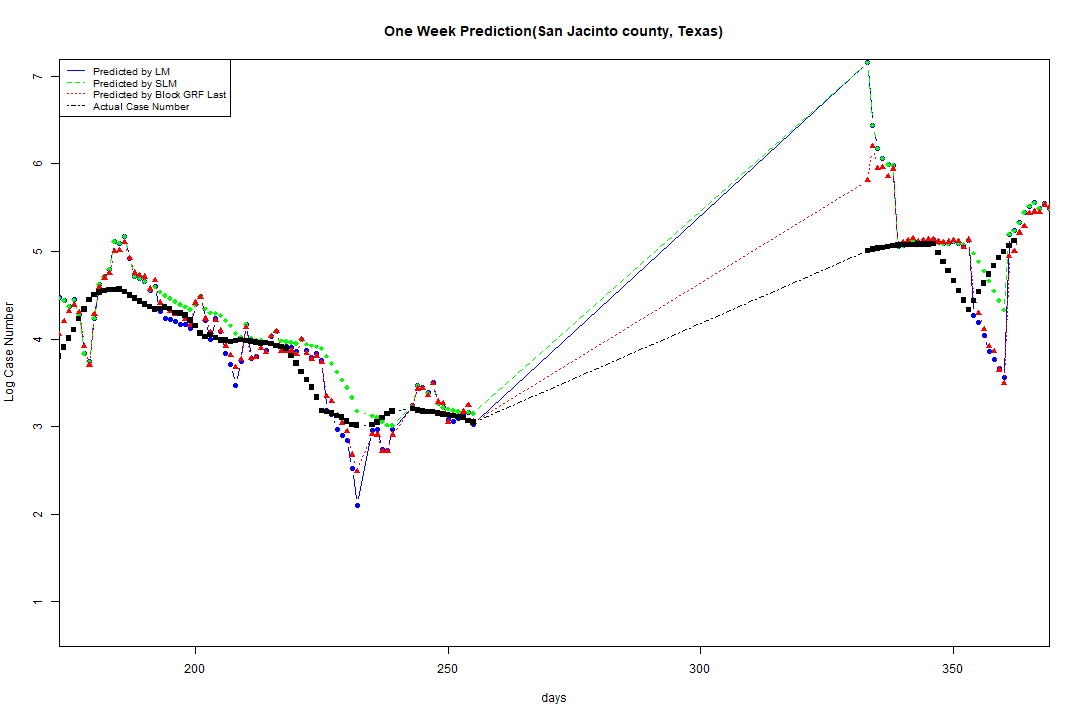 One Week Prediction(San Jacinto county, Texas)
Predicted by LM
Predicted by SLM
Predicted by Block GRF Last
Actual Case Number
7
6
5
4
3
2
1
Log Case Number
200 250 300 350
days